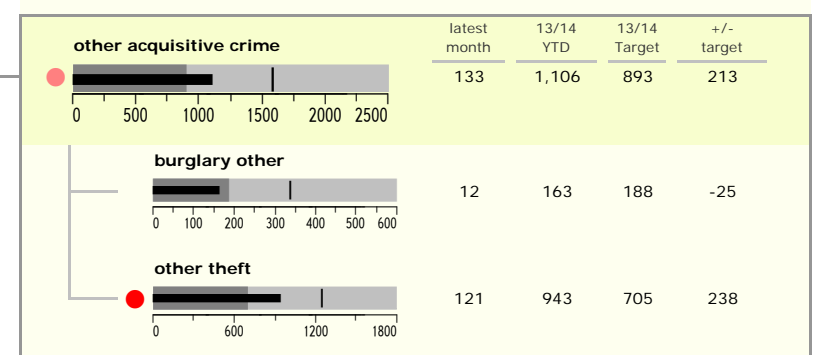 latest 13/14 13/14 +/-
month YTD Target target
other acquisitive crime
133 1,106 893 213
0 500 1000 1500 2000 2500
burglary other
12 163 188 -25
0 100 200 300 400 500 600
other theft
121 943 705 238
0 600 1200 1800